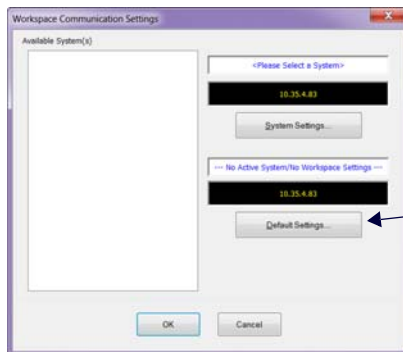 Workspace Communication Settings
Available System(s)
<Please Select a System>
10.35.4.83
System Settings...
--- No Active System/No Workspace Settings ---
10.35.4.83
Default Settings...
OK
Cancel